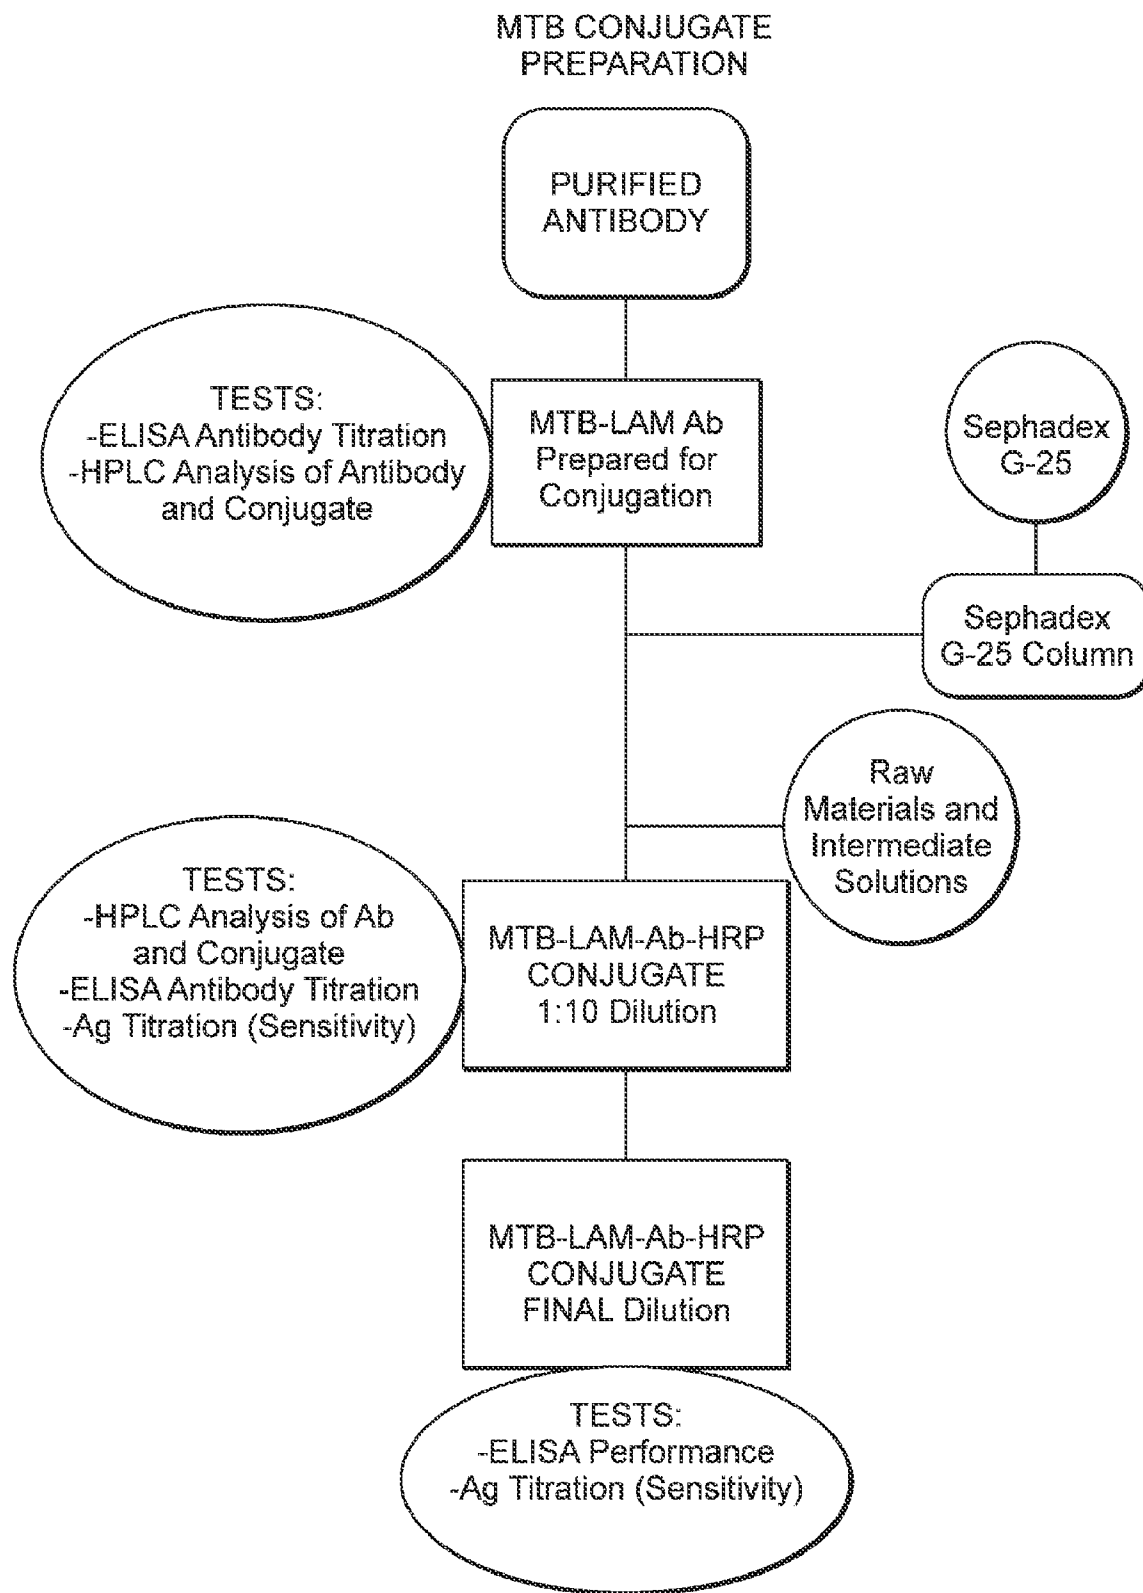 MTB CONJUGATE
PREPARATION
PURIFIED
ANTIBODY
TESTS:
-ELISA Antibody Titration
-HPLC Analysis of Antibody
and Conjugate
MTB-LAM Ab
Prepared for
Conjugation
Sephadex
G-25
Sephadex
G-25 Column
Raw
Materials and
Intermediate
Solutions
TESTS:
-HPLC Analysis of Ab
and Conjugate
-ELISA Antibody Titration
-Ag Titration (Sensitivity)
MTB-LAM-Ab-HRP
CONJUGATE
1:10 Dilution
MTB-LAM-Ab-HRP
CONJUGATE
FINAL Dilution
TESTS:
-ELISA Performance
-Ag Titration (Sensitivity)